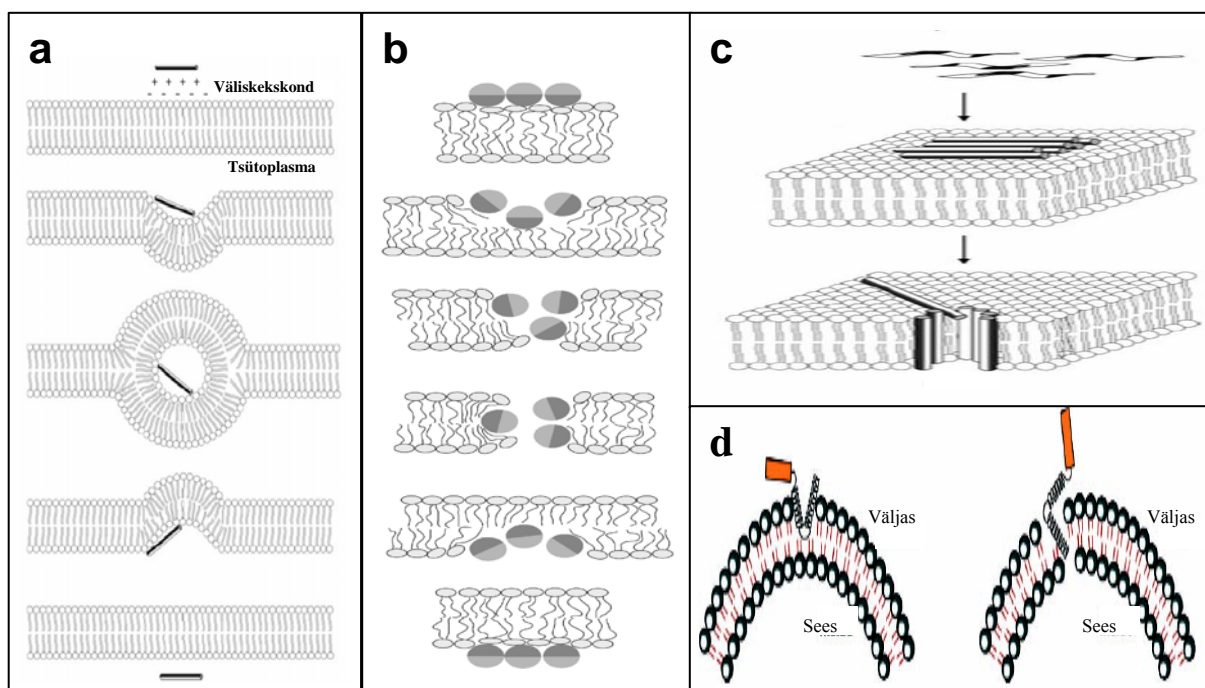 a
Väliskekskond
Tsütoplasma
b
c
d
Väljas
Sees
Väljas
Sees